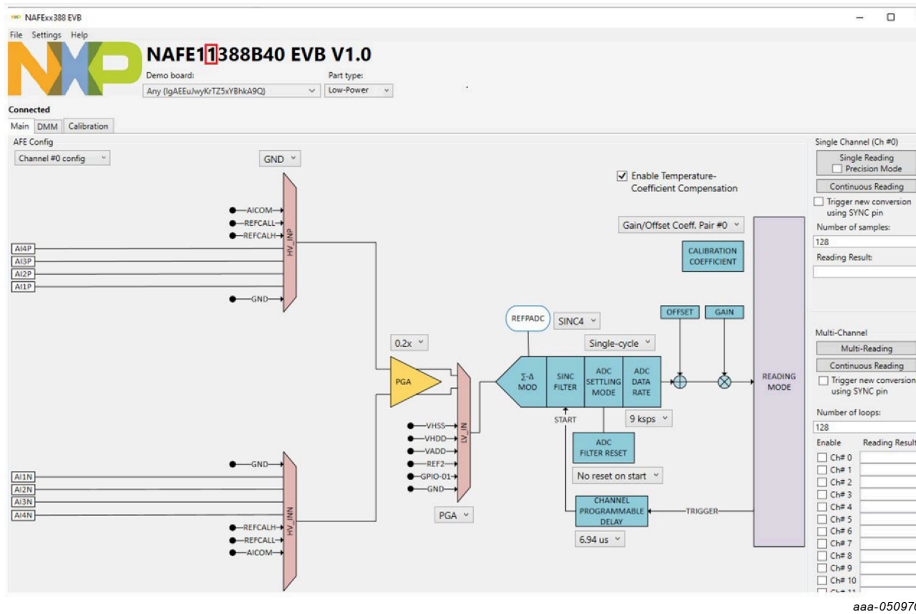 NAFExx388 EVB
File Settings Help
NXP
NAFE11388B40 EVB V1.0
Demo board: Part type:
Any (IgAEEuJwyKrTZ5xYBhkA9Q) Low-Power
Connected
Main DMM Calibration
AFE Config
Channel #0 config
GND
Enable Temperature-
Coefficient Compensation
Gain/Offset Coeff. Pair #0
CALIBRATION
COEFFICIENT
AICOM
REFCALL
REFCALH
HV_INP
AI4P
AI3P
AI2P
AI1P
GND
REFPADC
SINC4
OFFSET GAIN
0.2x
Single-cycle
PGA
Σ-Δ
MOD
SINC
FILTER
ADC
SETTLING
MODE
ADC
DATA
RATE
READING
MODE
START
9 ksps
VHSS
VHDD
VADD
REF2
GPIO-01
GND
LV_IN
PGA
ADC
FILTER RESET
No reset on start
CHANNEL
PROGRAMMABLE
DELAY
TRIGGER
6.94 us
GND
AI1N
AI2N
AI3N
AI4N
HV_INN
REFCALH
REFCALL
AICOM
Single Channel (Ch #0)
Single Reading
Precision Mode
Continuous Reading
Trigger new conversion
using SYNC pin
Number of samples:
128
Reading Result:
Multi-Channel
Multi-Reading
Continuous Reading
Trigger new conversion
using SYNC pin
Number of loops:
128
Enable Reading Result
Ch# 0
Ch# 1
Ch# 2
Ch# 3
Ch# 4
Ch# 5
Ch# 6
Ch# 7
Ch# 8
Ch# 9
Ch# 10
aaa-050970